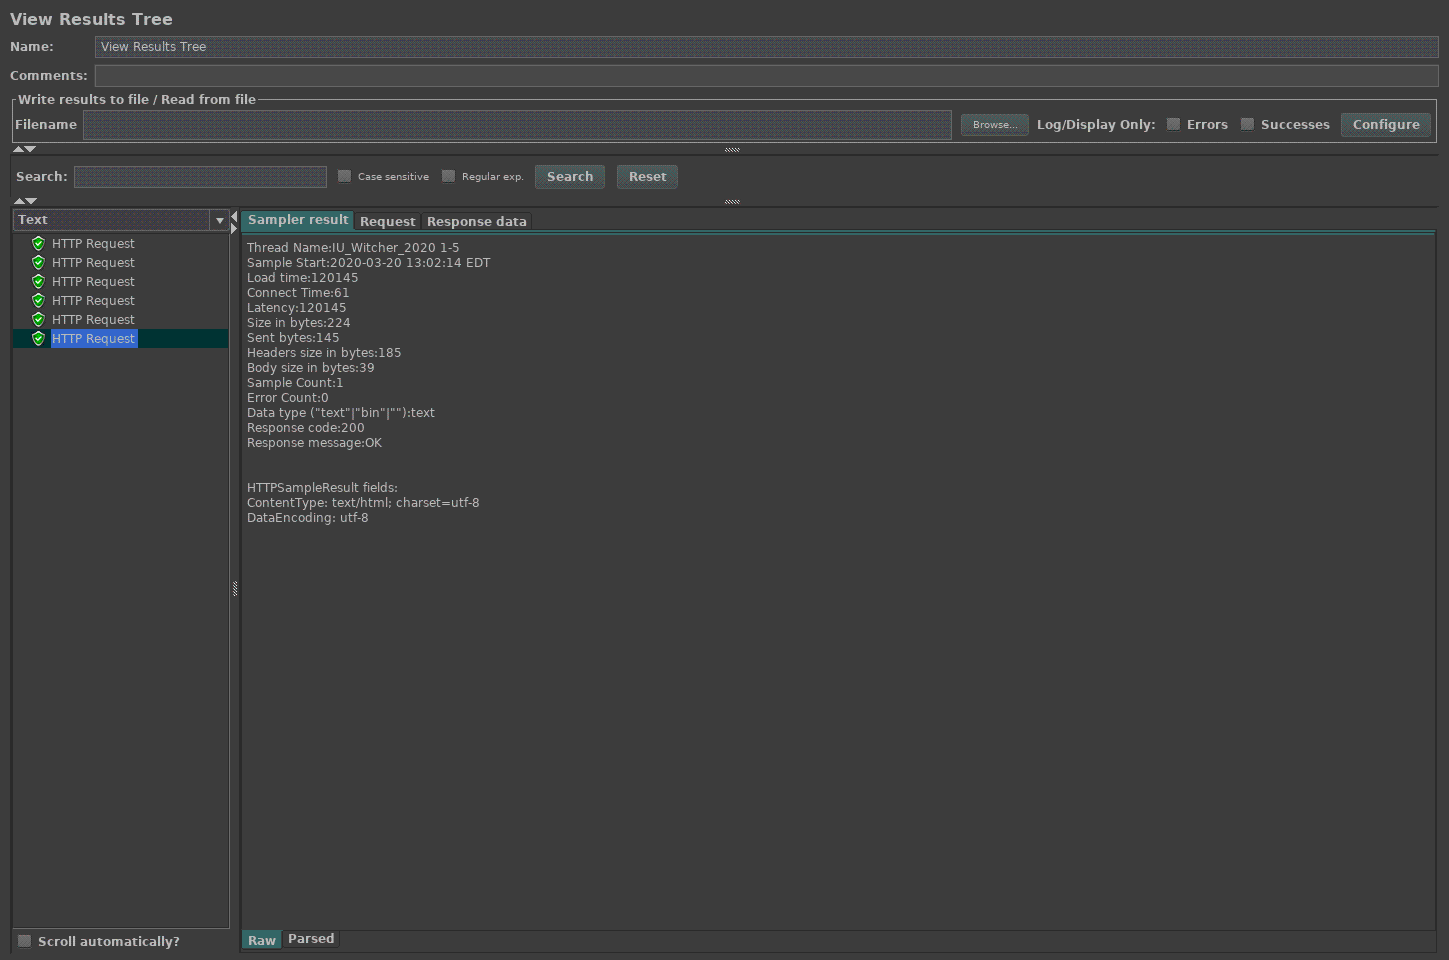 View Results Tree
Name: View Results Tree
Comments:
Write results to file / Read from file
Filename Browse... Log/Display Only: Errors Successes Configure
Search: Case sensitive Regular exp. Search Reset
Text Sampler result Request Response data
HTTP Request
HTTP Request
HTTP Request
HTTP Request
HTTP Request
HTTP Request
Thread Name:IU_Witcher_2020 1-5
Sample Start:2020-03-20 13:02:14 EDT
Load time:120145
Connect Time:61
Latency:120145
Size in bytes:224
Sent bytes:145
Headers size in bytes:185
Body size in bytes:39
Sample Count:1
Error Count:0
Data type ("text"|"bin"|""):text
Response code:200
Response message:OK
HTTPSampleResult fields:
ContentType: text/html; charset=utf-8
DataEncoding: utf-8
Scroll automatically? Raw Parsed